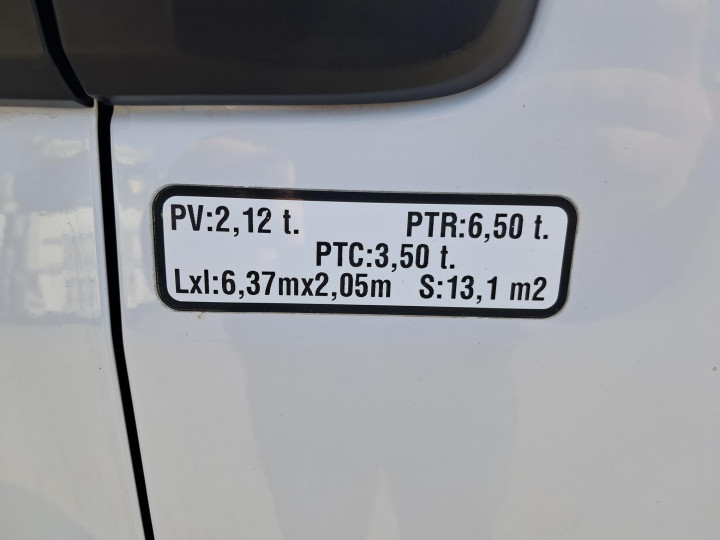 PV:2,12 t. PTR:6,50 t.
PTC:3,50 t.
Lxl:6,37mx2,05m S:13,1 m2